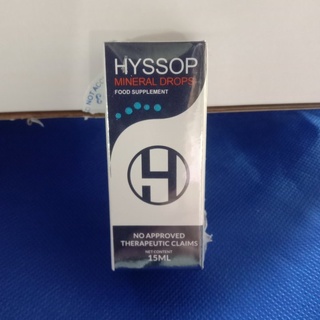 HYSSOP
MINERAL DROPS
FOOD SUPPLEMENT
NO APPROVED
THERAPEUTIC CLAIMS
NET CONTENT
15ML